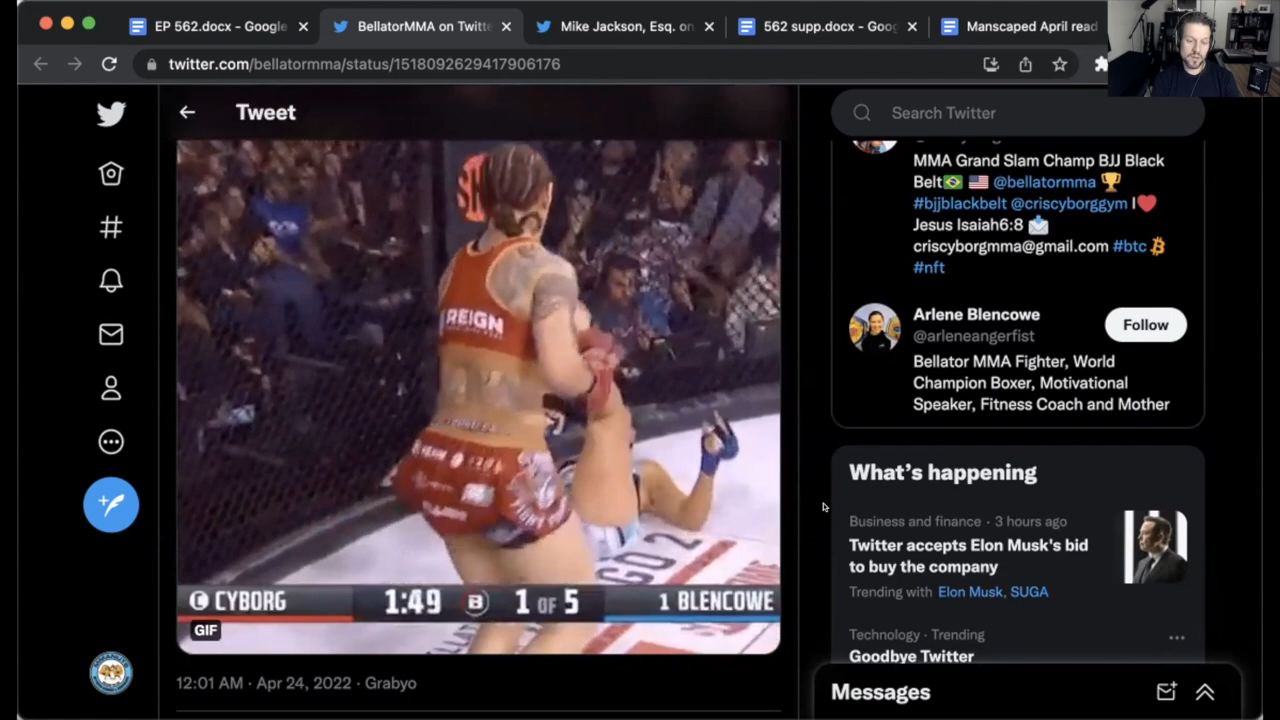 EP 562.docx - Google
BellatorMMA on Twitte
Mike Jackson, Esq. on
562 supp.docx - Goog
Manscaped April read
twitter.com/bellatormma/status/1518092629417906176
Tweet
Search Twitter
MMA Grand Slam Champ BJJ Black
Belt🇧🇷 🇺🇸 @bellatormma 🏆
#bjjblackbelt @criscyborggym I❤️
Jesus Isaiah6:8 📩
criscyborgmma@gmail.com #btc
#nft
Arlene Blencowe
@arleneangerfist
Follow
Bellator MMA Fighter, World
Champion Boxer, Motivational
Speaker, Fitness Coach and Mother
What's happening
Business and finance · 3 hours ago
Twitter accepts Elon Musk's bid
to buy the company
Trending with Elon Musk, SUGA
Technology · Trending
Goodbye Twitter
Messages
REIGN
GO 2
C CYBORG 1:49 B 1 OF 5 1 BLENCOWE
GIF
12:01 AM · Apr 24, 2022 · Grabyo